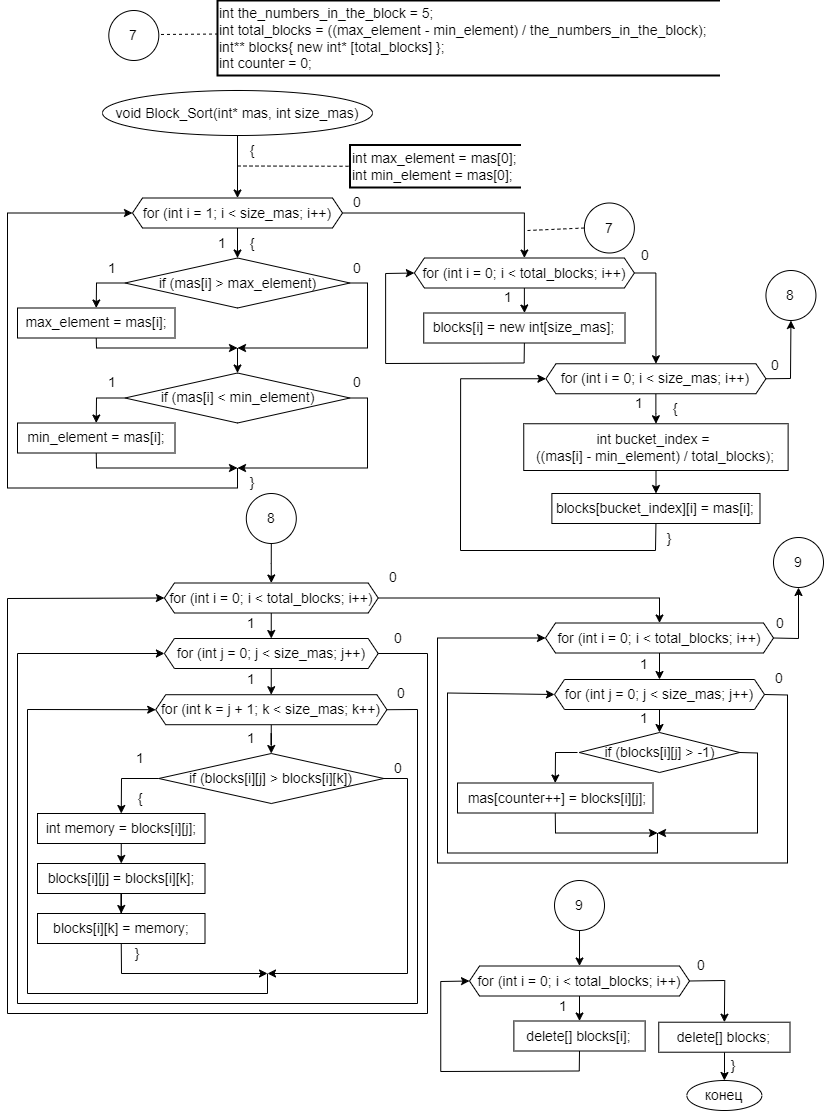 7
int the_numbers_in_the_block = 5;
int total_blocks = ((max_element - min_element) / the_numbers_in_the_block);
int** blocks{ new int* [total_blocks] };
int counter = 0;
void Block_Sort(int* mas, int size_mas)
{
int max_element = mas[0];
int min_element = mas[0];
for (int i = 1; i < size_mas; i++)
0
1
{
if (mas[i] > max_element)
1
0
max_element = mas[i];
if (mas[i] < min_element)
1
0
min_element = mas[i];
}
7
for (int i = 0; i < total_blocks; i++)
0
1
blocks[i] = new int[size_mas];
8
for (int i = 0; i < size_mas; i++)
0
1
{
int bucket_index =
((mas[i] - min_element) / total_blocks);
blocks[bucket_index][i] = mas[i];
}
8
for (int i = 0; i < total_blocks; i++)
0
1
for (int j = 0; j < size_mas; j++)
0
1
for (int k = j + 1; k < size_mas; k++)
0
1
if (blocks[i][j] > blocks[i][k])
1
0
{
int memory = blocks[i][j];
blocks[i][j] = blocks[i][k];
blocks[i][k] = memory;
}
9
for (int i = 0; i < total_blocks; i++)
0
1
for (int j = 0; j < size_mas; j++)
0
1
if (blocks[i][j] > -1)
mas[counter++] = blocks[i][j];
9
for (int i = 0; i < total_blocks; i++)
0
1
delete[] blocks[i];
delete[] blocks;
}
конец